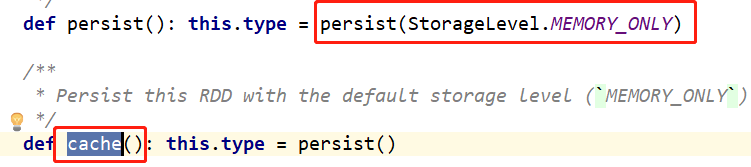 */
def persist(): this.type = persist(StorageLevel.MEMORY_ONLY)
/**
* Persist this RDD with the default storage level (`MEMORY_ONLY`)
*/
def cache(): this.type = persist()